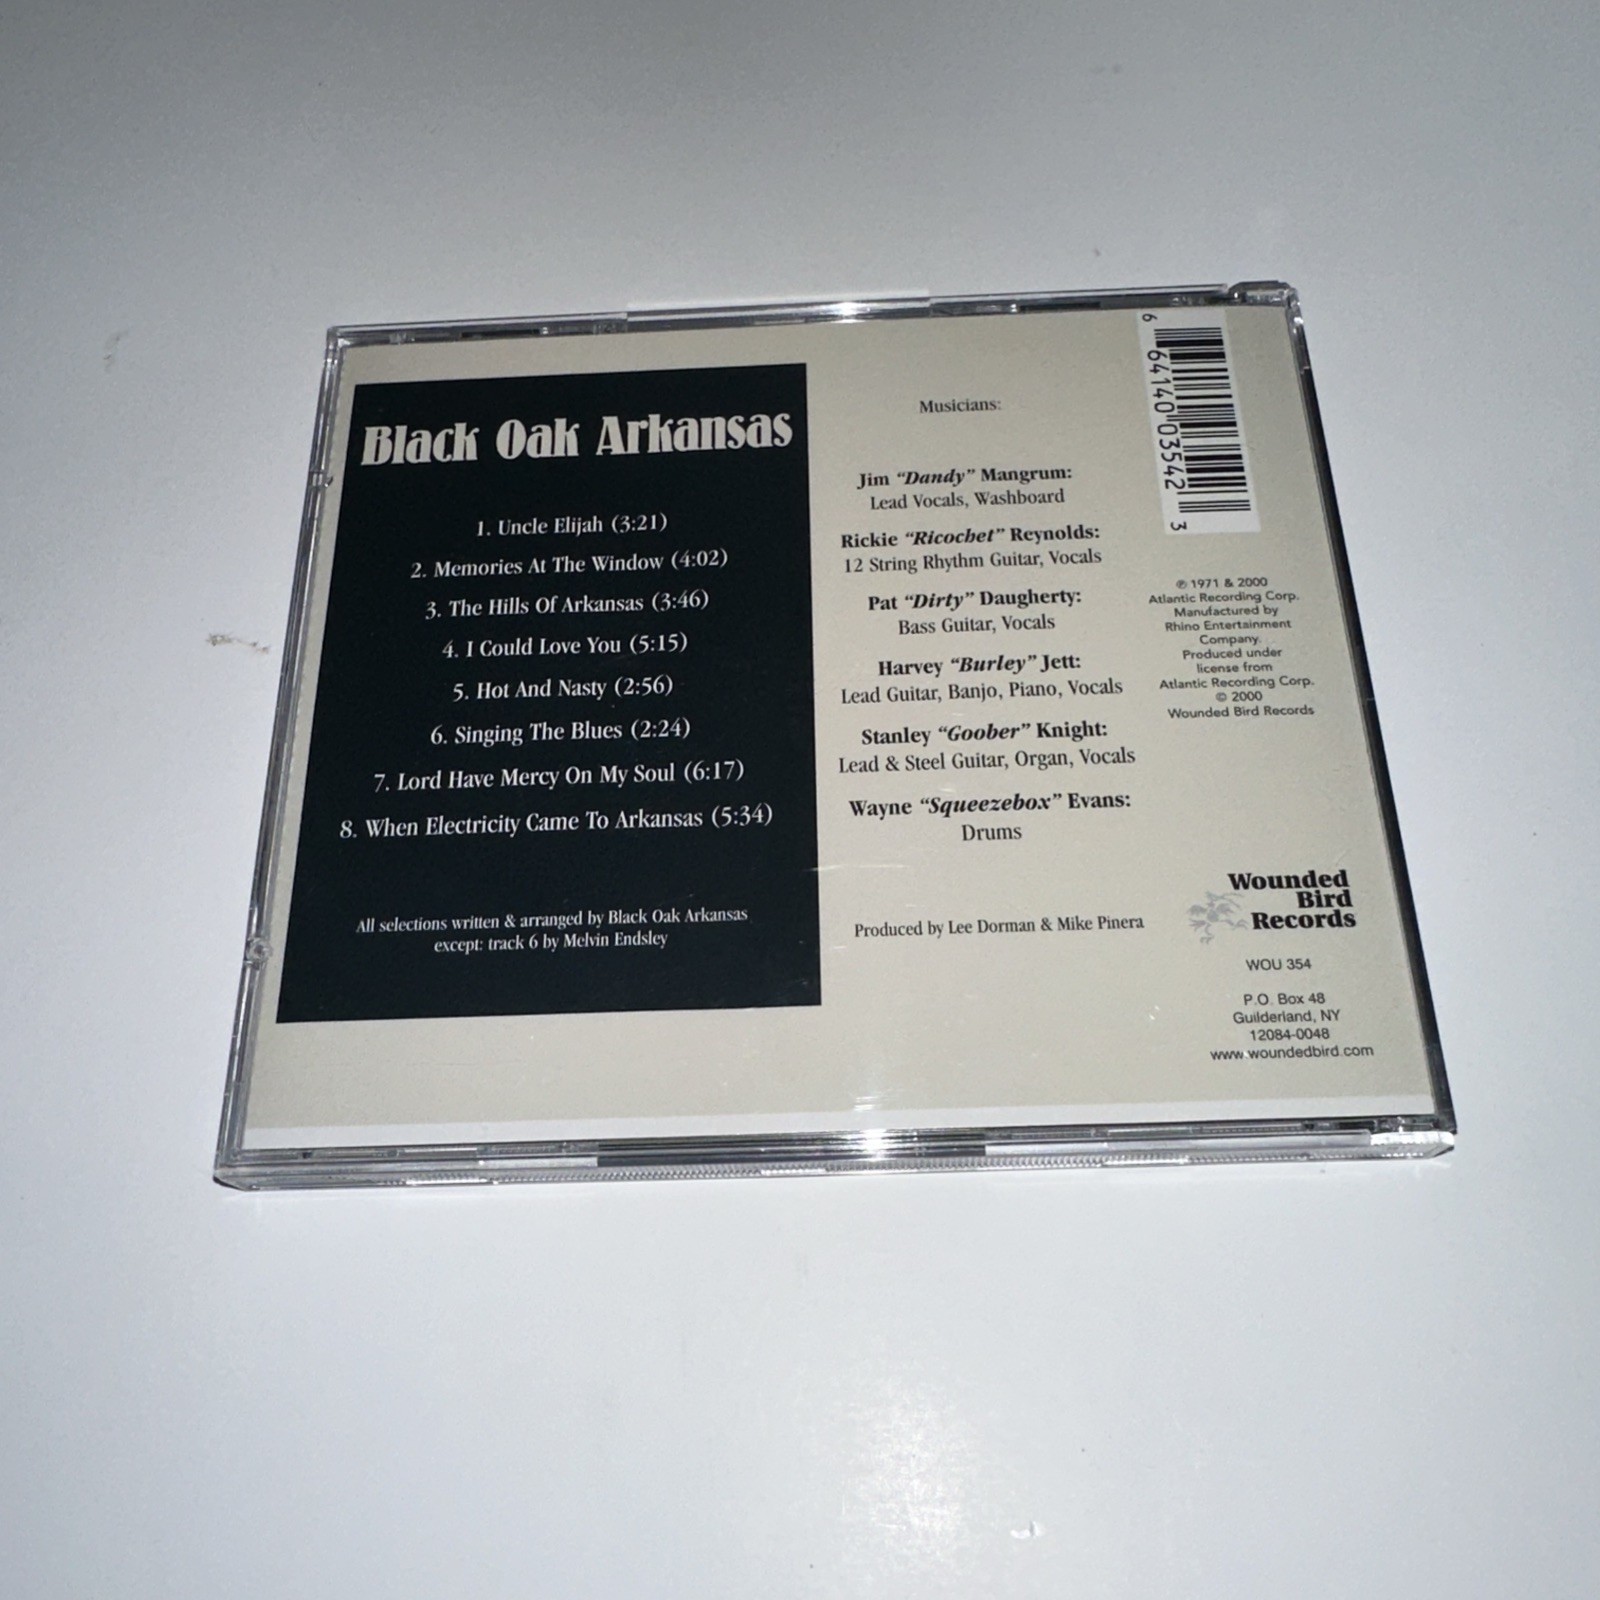 Black Oak Arkansas
1. Uncle Elijah (3:21)
2. Memories At The Window (4:02)
3. The Hills Of Arkansas (3:46)
4. I Could Love You (5:15)
5. Hot And Nasty (2:56)
6. Singing The Blues (2:24)
7. Lord Have Mercy On My Soul (6:17)
8. When Electricity Came To Arkansas (5:34)
All selections written & arranged by Black Oak Arkansas
except: track 6 by Melvin Endsley
Musicians:
Jim “Dandy” Mangrum:
Lead Vocals, Washboard
Rickie “Ricochet” Reynolds:
12 String Rhythm Guitar, Vocals
Pat “Dirty” Daugherty:
Bass Guitar, Vocals
Harvey “Burley” Jett:
Lead Guitar, Banjo, Piano, Vocals
Stanley “Goober” Knight:
Lead & Steel Guitar, Organ, Vocals
Wayne “Squeezebox” Evans:
Drums
Produced by Lee Dorman & Mike Pinera
6 64140 03542 3
℗ 1971 & 2000
Atlantic Recording Corp.
Manufactured by
Rhino Entertainment
Company.
Produced under
license from
Atlantic Recording Corp.
© 2000
Wounded Bird Records
Wounded
Bird
Records
WOU 354
P.O. Box 48
Guilderland, NY
12084-0048
www.woundedbird.com